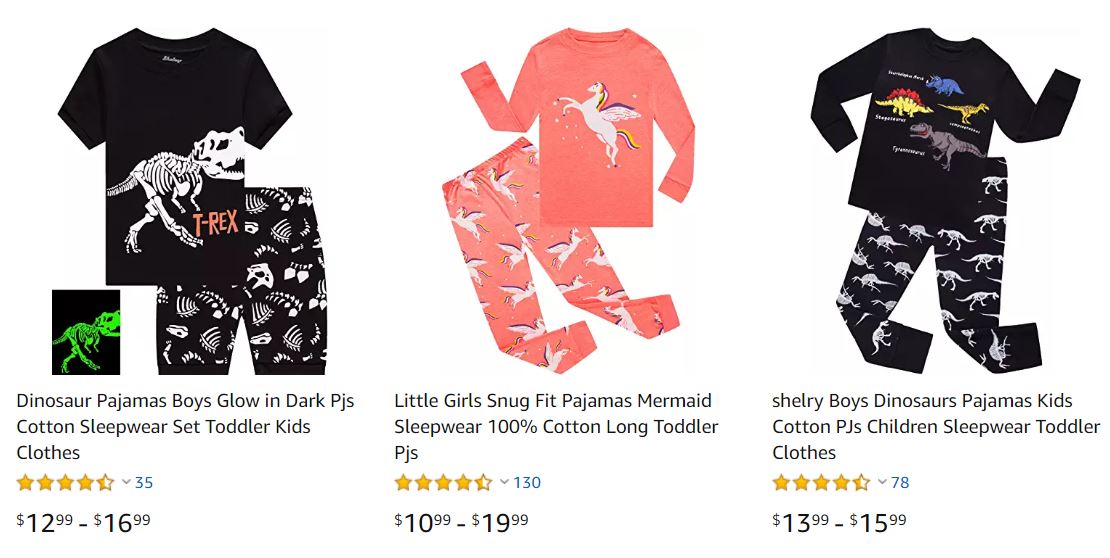 T-REX
Stegosaurus
Tyrannosaurus
Dinosaur Pajamas Boys Glow in Dark Pjs
Cotton Sleepwear Set Toddler Kids
Clothes
35
$12.99 - $16.99
Little Girls Snug Fit Pajamas Mermaid
Sleepwear 100% Cotton Long Toddler
Pjs
130
$10.99 - $19.99
shelry Boys Dinosaurs Pajamas Kids
Cotton PJs Children Sleepwear Toddler
Clothes
78
$13.99 - $15.99